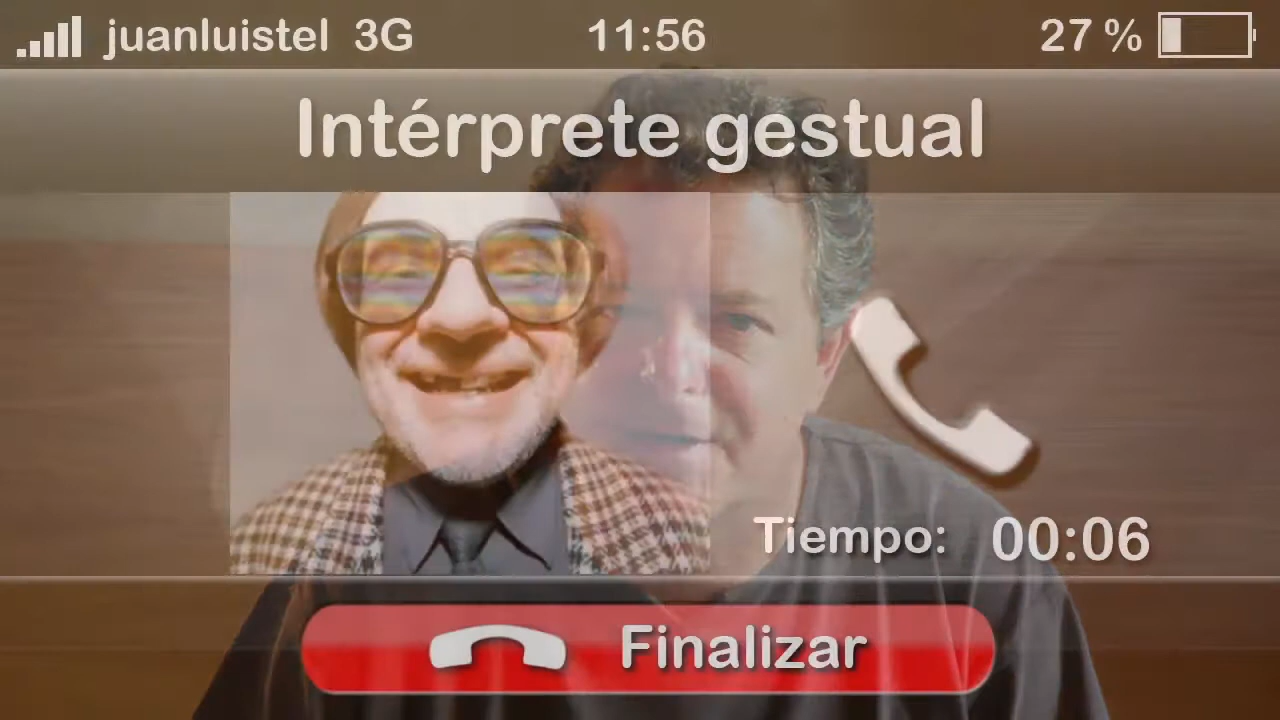 juanluistel 3G 11:56 27 %
Intérprete gestual
Tiempo: 00:06
Finalizar